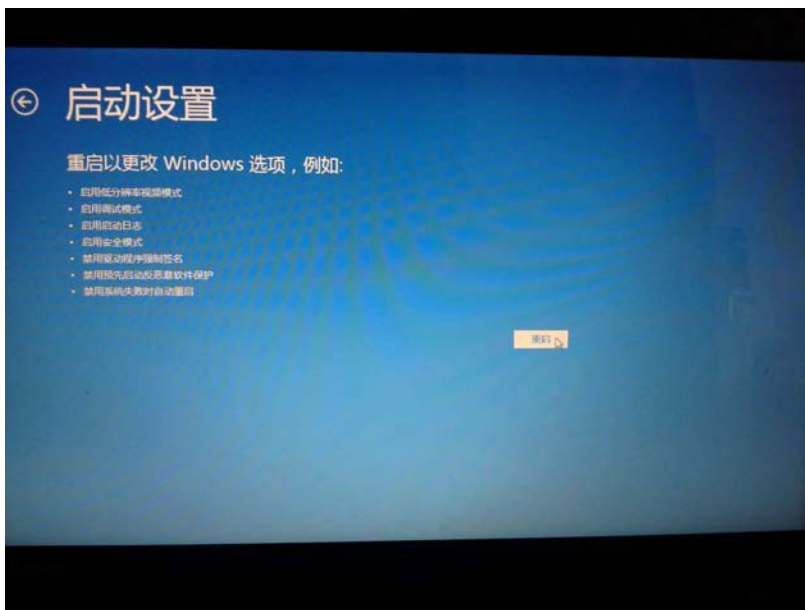 启动设置
重启以更改 Windows 选项，例如:
• 启用低分辨率视频模式
• 启用调试模式
• 启用启动日志
• 启用安全模式
• 禁用驱动程序强制签名
• 禁用预先启动反恶意软件保护
• 禁用系统失败时自动重启
重启